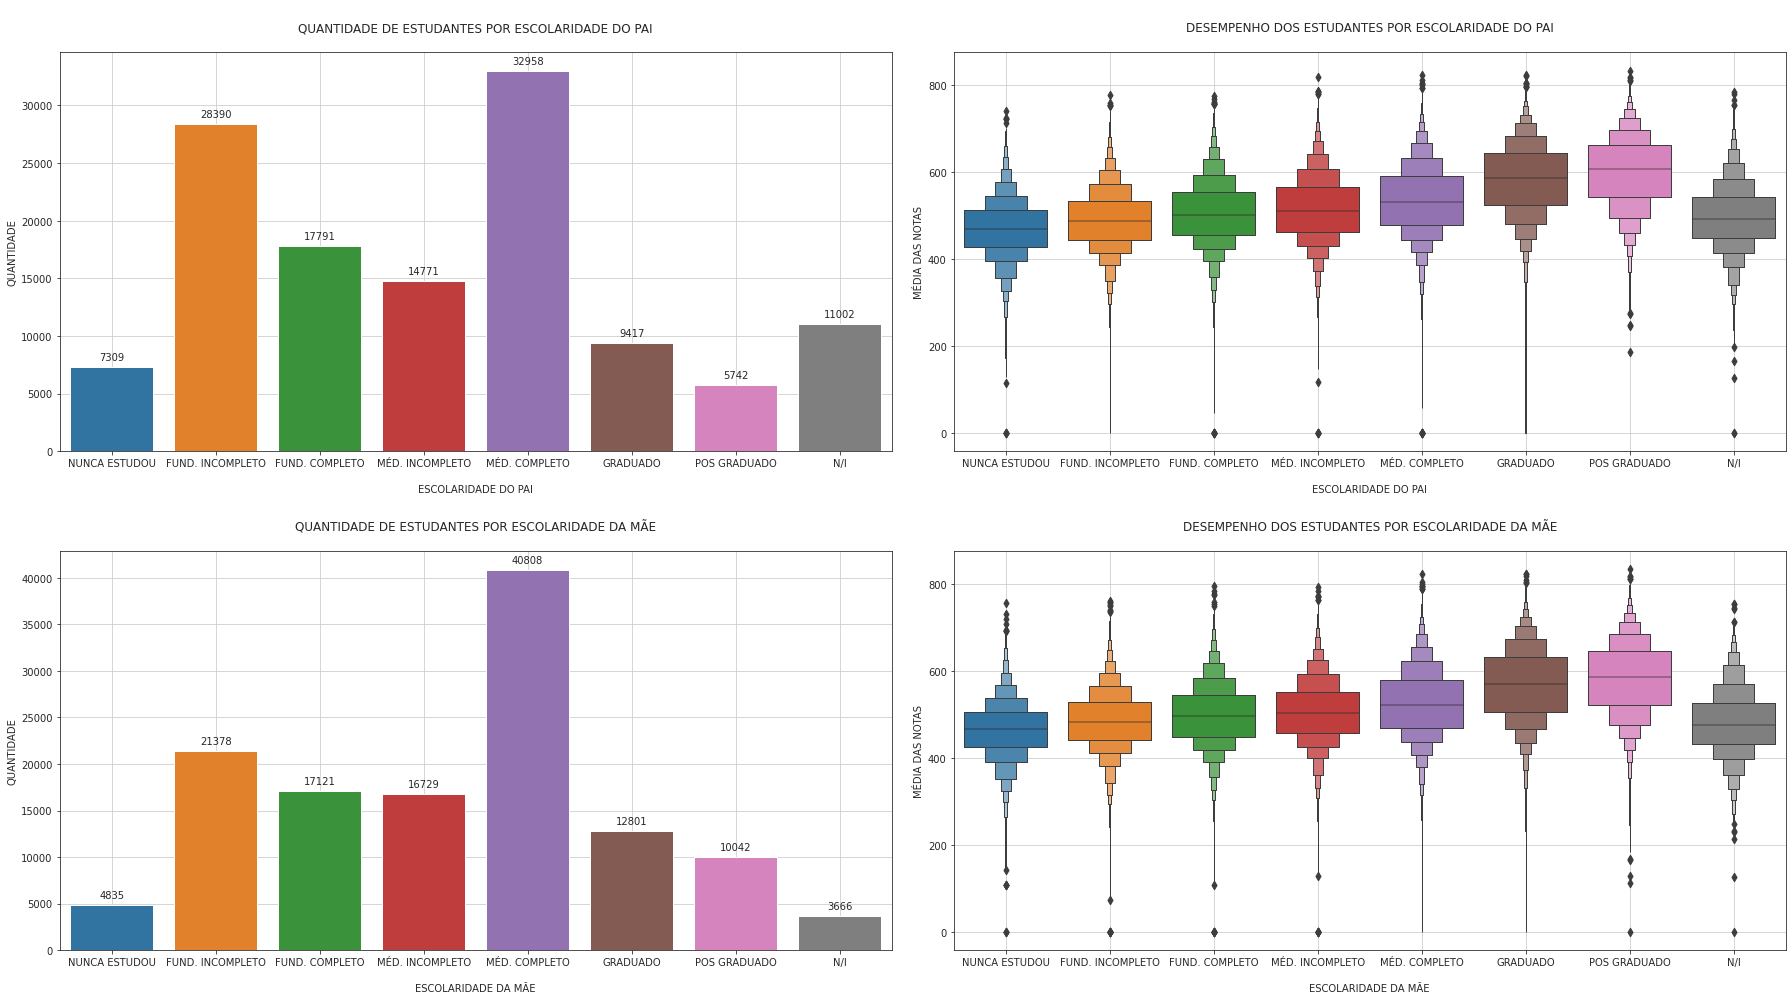 QUANTIDADE DE ESTUDANTES POR ESCOLARIDADE DO PAI
QUANTIDADE
30000
25000
20000
15000
10000
5000
0
7309
28390
17791
14771
32958
9417
5742
11002
NUNCA ESTUDOU FUND. INCOMPLETO FUND. COMPLETO MÉD. INCOMPLETO MÉD. COMPLETO GRADUADO POS GRADUADO N/I
ESCOLARIDADE DO PAI
DESEMPENHO DOS ESTUDANTES POR ESCOLARIDADE DO PAI
MÉDIA DAS NOTAS
800
600
400
200
0
NUNCA ESTUDOU FUND. INCOMPLETO FUND. COMPLETO MÉD. INCOMPLETO MÉD. COMPLETO GRADUADO POS GRADUADO N/I
ESCOLARIDADE DO PAI
QUANTIDADE DE ESTUDANTES POR ESCOLARIDADE DA MÃE
QUANTIDADE
40000
35000
30000
25000
20000
15000
10000
5000
0
4835
21378
17121
16729
40808
12801
10042
3666
NUNCA ESTUDOU FUND. INCOMPLETO FUND. COMPLETO MÉD. INCOMPLETO MÉD. COMPLETO GRADUADO POS GRADUADO N/I
ESCOLARIDADE DA MÃE
DESEMPENHO DOS ESTUDANTES POR ESCOLARIDADE DA MÃE
MÉDIA DAS NOTAS
800
600
400
200
0
NUNCA ESTUDOU FUND. INCOMPLETO FUND. COMPLETO MÉD. INCOMPLETO MÉD. COMPLETO GRADUADO POS GRADUADO N/I
ESCOLARIDADE DA MÃE